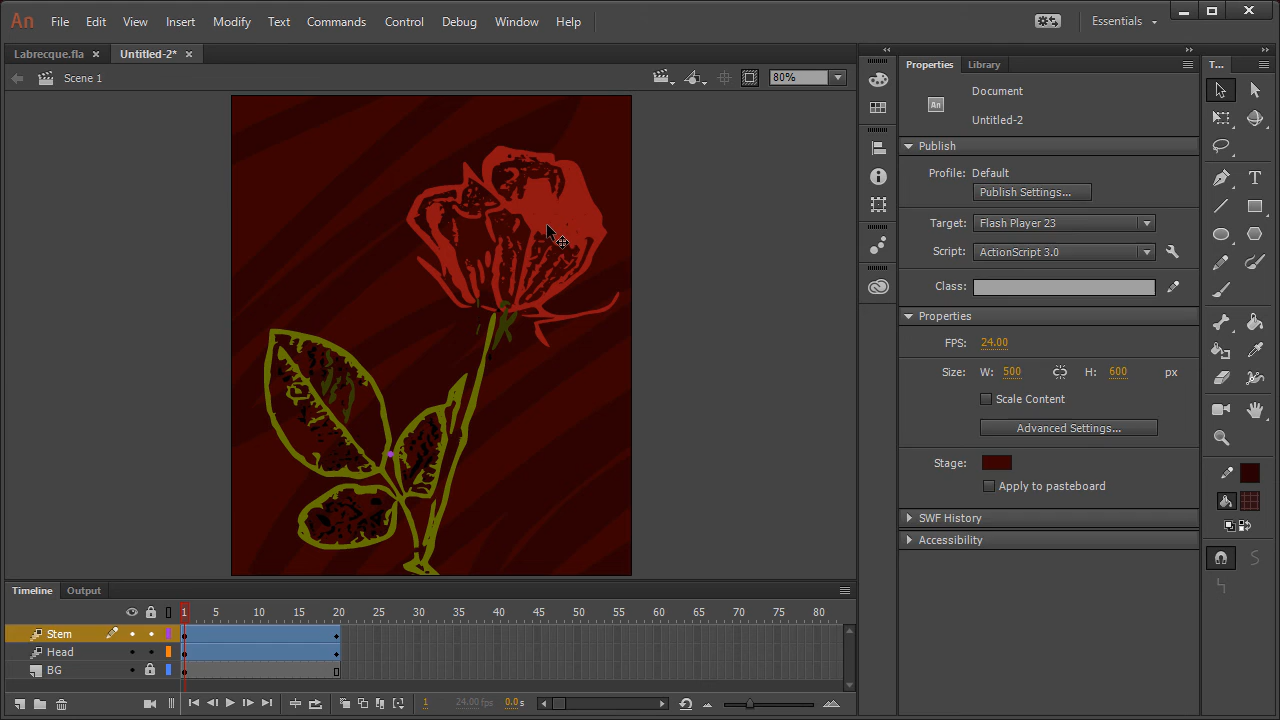 An File Edit View Insert Modify Text Commands Control Debug Window Help Essentials
Labrecque.fla Untitled-2*
Scene 1 80%
Properties Library T...
An Document
Untitled-2
Publish
Profile: Default
Publish Settings...
Target: Flash Player 23
Script: ActionScript 3.0
Class:
Properties
FPS: 24.00
Size: W: 500 H: 600 px
Scale Content
Advanced Settings...
Stage:
Apply to pasteboard
SWF History
Accessibility
Timeline Output
1 5 10 15 20 25 30 35 40 45 50 55 60 65 70 75 80
Stem
Head
BG
1 24.00 fps 0.0 s